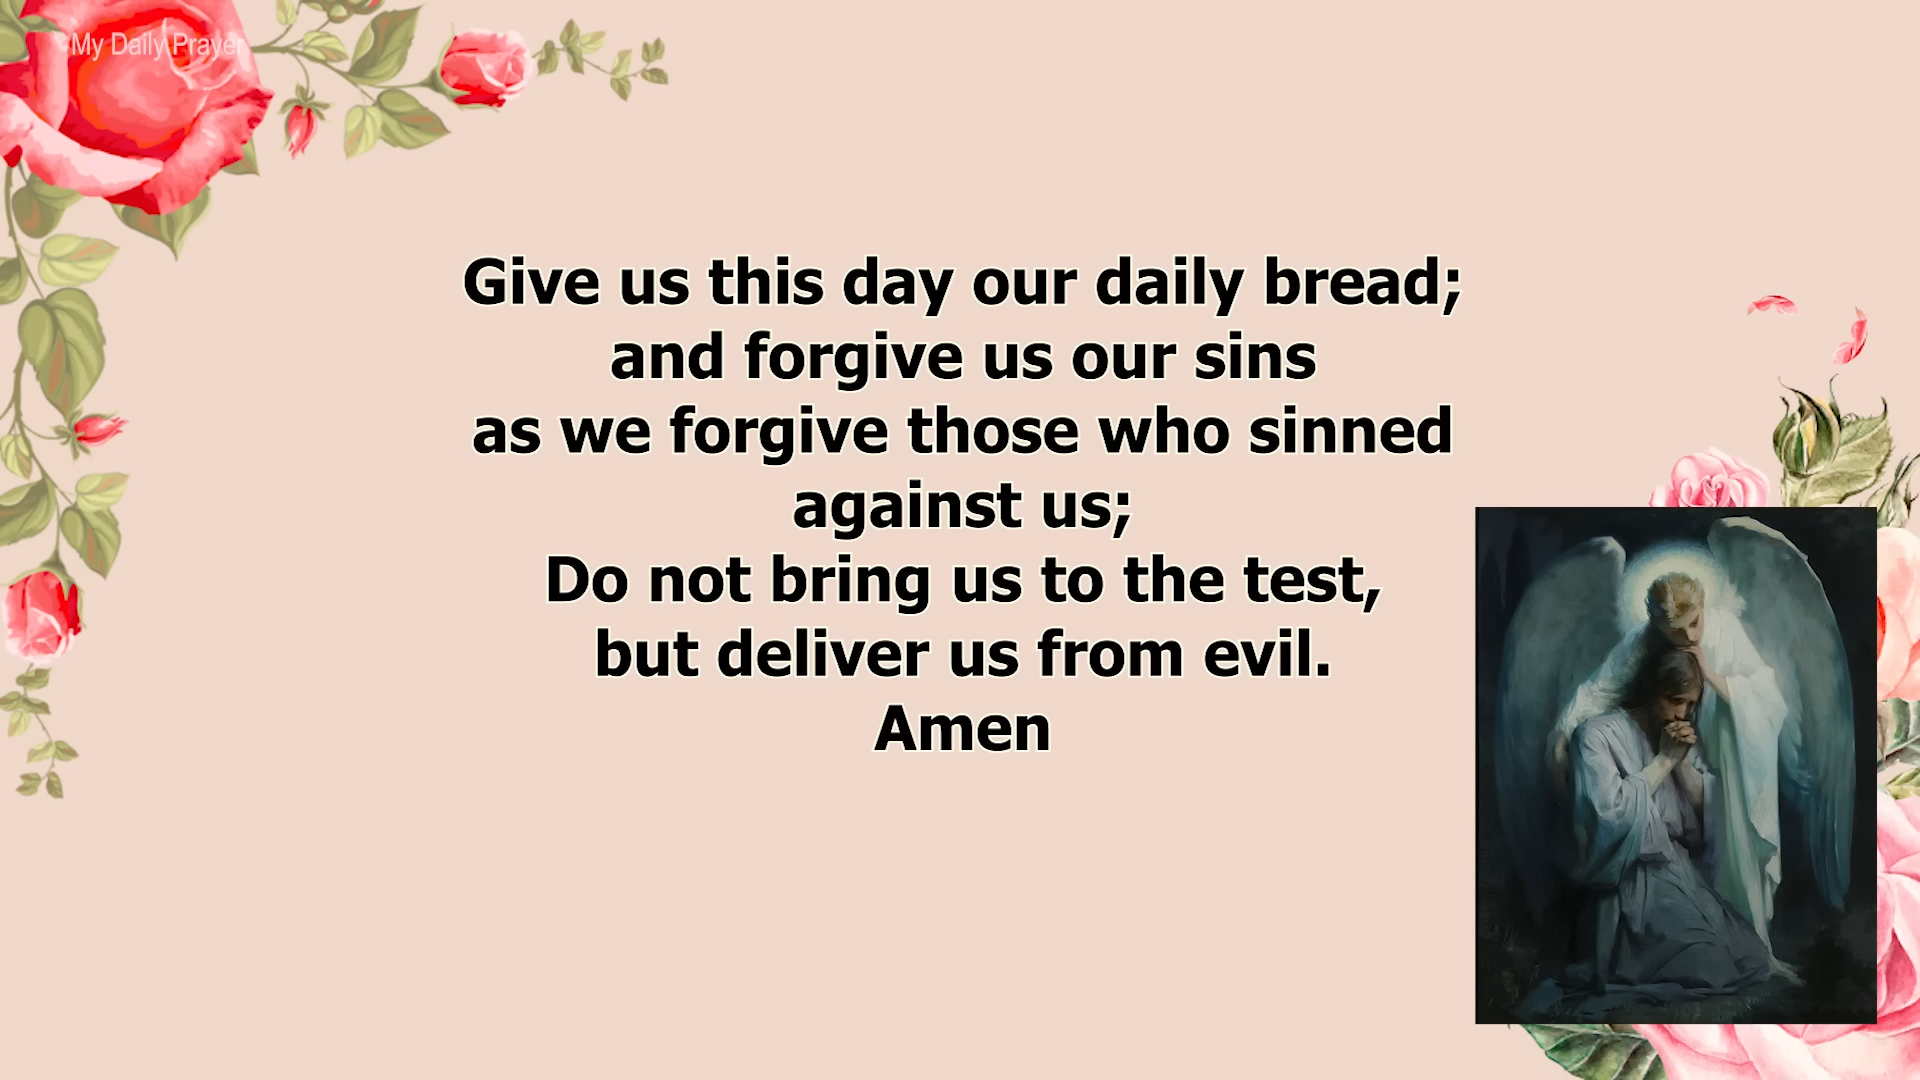 My Daily Prayer
Give us this day our daily bread;
and forgive us our sins
as we forgive those who sinned
against us;
Do not bring us to the test,
but deliver us from evil.
Amen